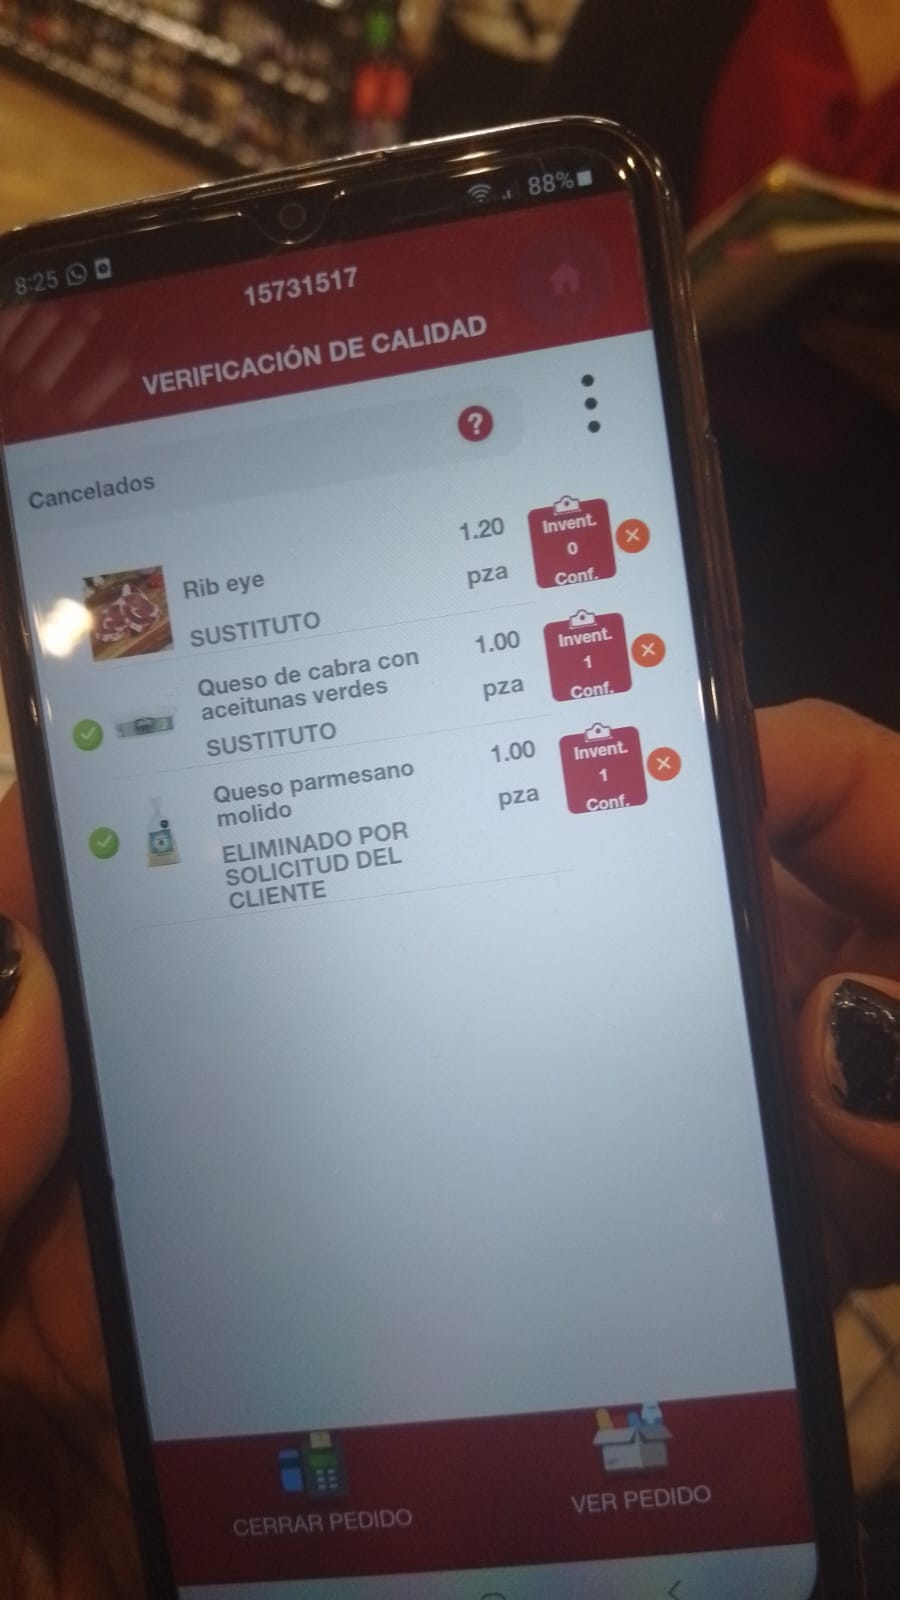 8:25
88%
15731517
VERIFICACIÓN DE CALIDAD
?
Cancelados
Rib eye
SUSTITUTO
1.20
pza
Invent.
0
Conf.
Queso de cabra con
aceitunas verdes
SUSTITUTO
1.00
pza
Invent.
1
Conf.
Queso parmesano
molido
ELIMINADO POR
SOLICITUD DEL
CLIENTE
1.00
pza
Invent.
1
Conf.
CERRAR PEDIDO
VER PEDIDO